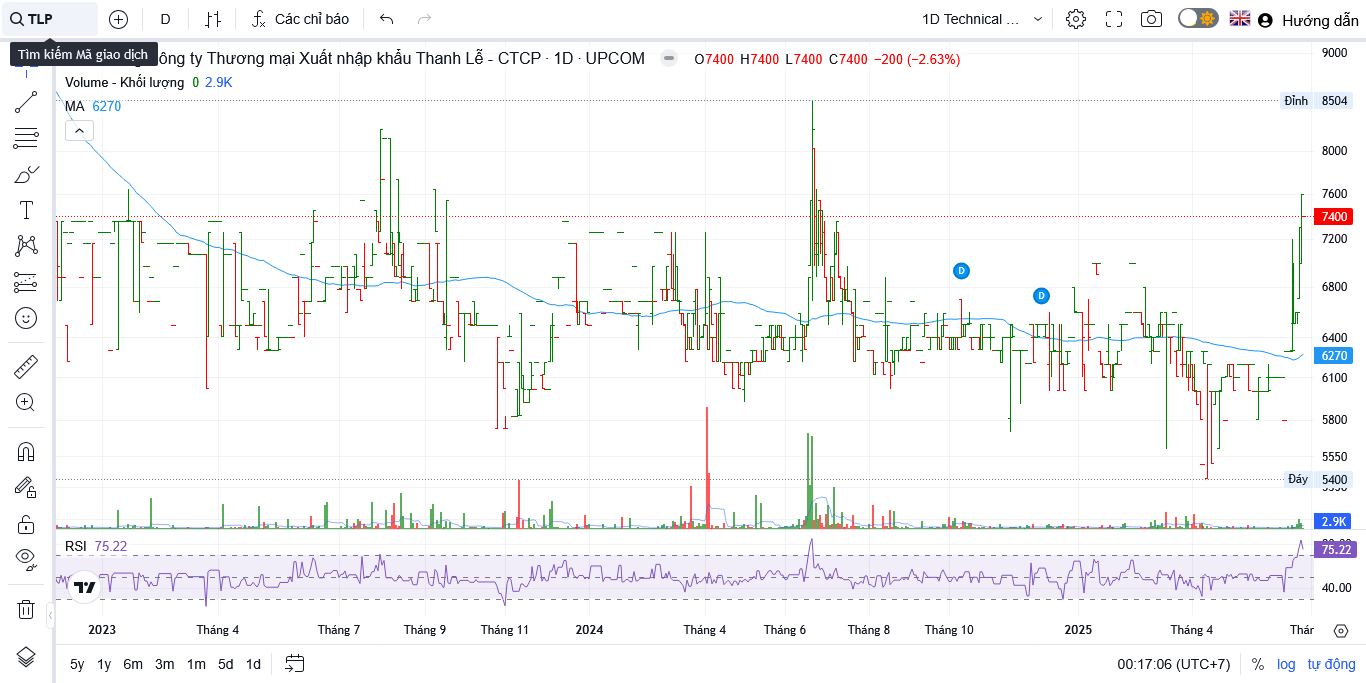 TLP
D
Các chỉ báo
1D Technical ...
Hướng dẫn
Tìm kiếm Mã giao dịch
ông ty Thương mại Xuất nhập khẩu Thanh Lễ - CTCP · 1D · UPCOM
O7400 H7400 L7400 C7400 −200 (−2.63%)
Volume - Khối lượng 0 2.9K
MA 6270
9000
Đỉnh 8504
8000
7600
7400
7200
6800
6400
6270
6100
5800
5550
Đáy 5400
2.9K
RSI 75.22
75.22
40.00
D
D
2023
Tháng 4
Tháng 7
Tháng 9
Tháng 11
2024
Tháng 4
Tháng 6
Tháng 8
Tháng 10
2025
Tháng 4
Thár
5y 1y 6m 3m 1m 5d 1d
00:17:06 (UTC+7)
% log tự động